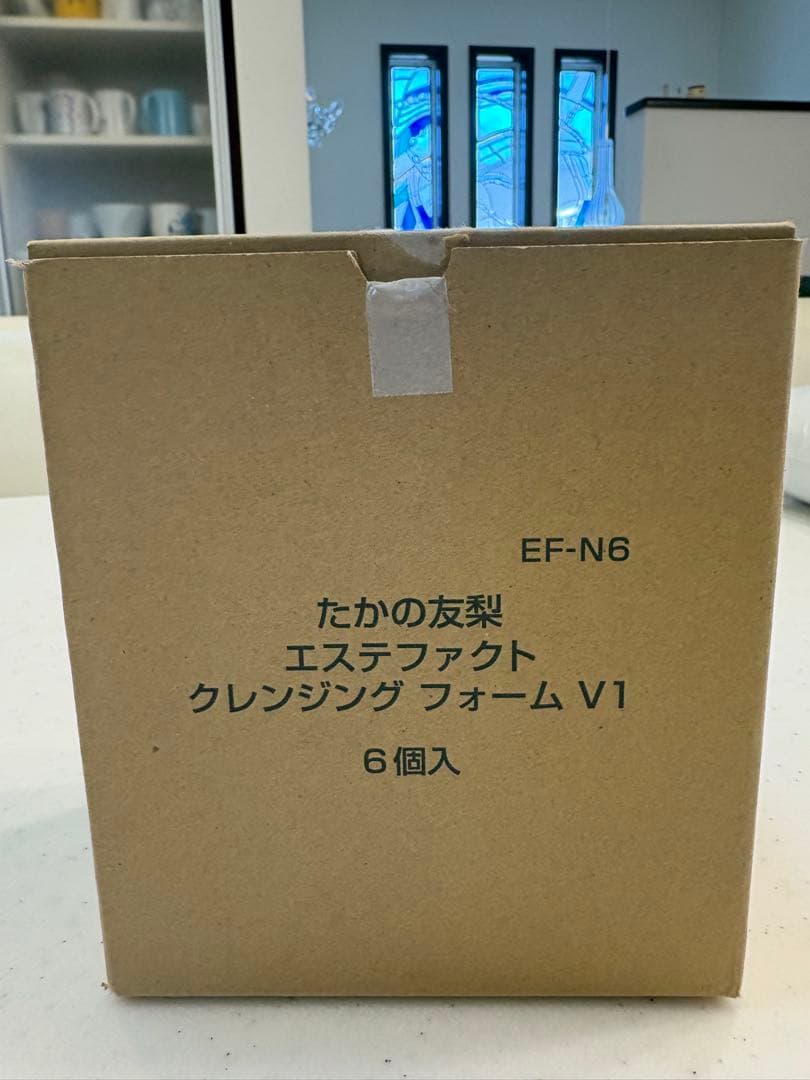 EF-N6
たかの友梨
エステファクト
クレンジング フォーム V1
6個入